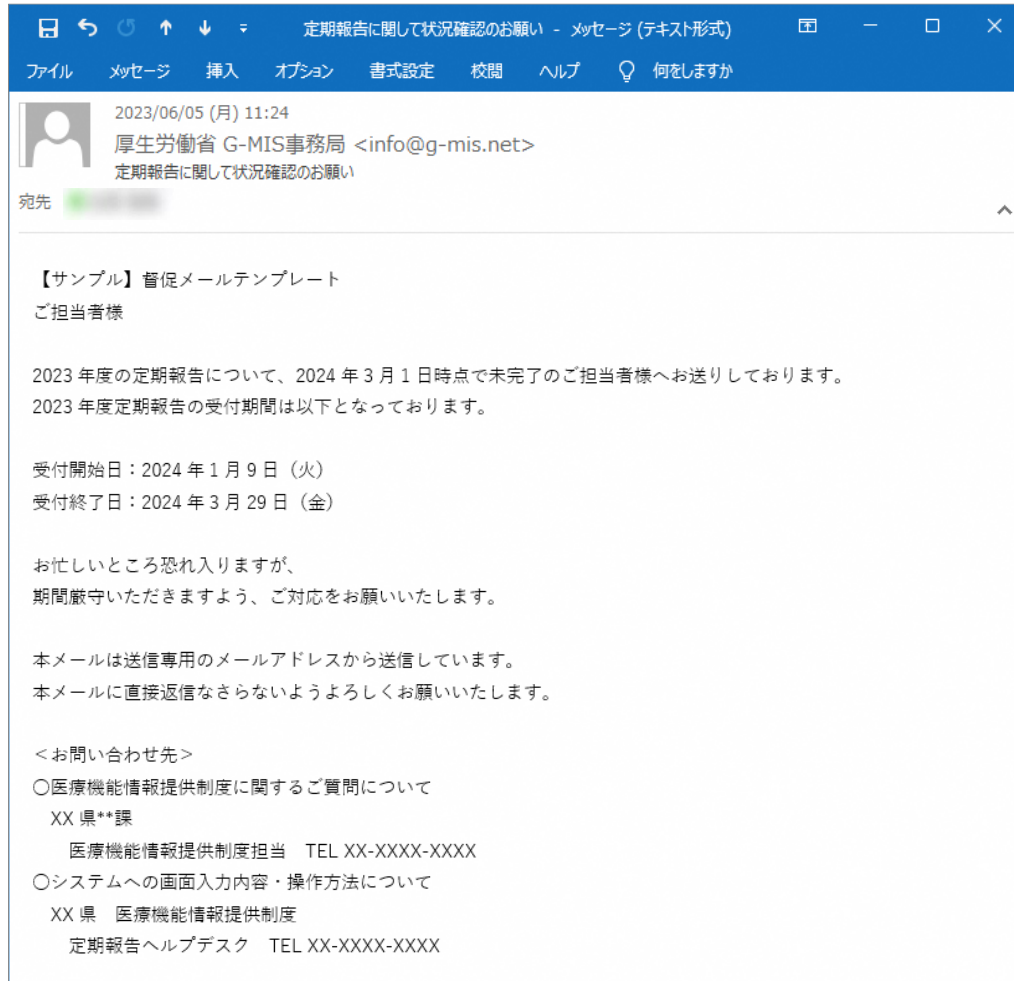 定期報告に関して状況確認のお願い - メッセージ (テキスト形式)
ファイル メッセージ 挿入 オプション 書式設定 校閲 ヘルプ 何をしますか
2023/06/05 (月) 11:24
厚生労働省 G-MIS事務局 <info@g-mis.net>
定期報告に関して状況確認のお願い
宛先
【サンプル】督促メールテンプレート
ご担当者様
2023 年度の定期報告について、2024 年 3 月 1 日時点で未完了のご担当者様へお送りしております。
2023 年度定期報告の受付期間は以下となっております。
受付開始日：2024 年 1 月 9 日（火）
受付終了日：2024 年 3 月 29 日（金）
お忙しいところ恐れ入りますが、
期間厳守いただきますよう、ご対応をお願いいたします。
本メールは送信専用のメールアドレスから送信しています。
本メールに直接返信なさらないようよろしくお願いいたします。
＜お問い合わせ先＞
〇医療機能情報提供制度に関するご質問について
XX 県**課
医療機能情報提供制度担当 TEL XX-XXXX-XXXX
〇システムへの画面入力内容・操作方法について
XX 県 医療機能情報提供制度
定期報告ヘルプデスク TEL XX-XXXX-XXXX